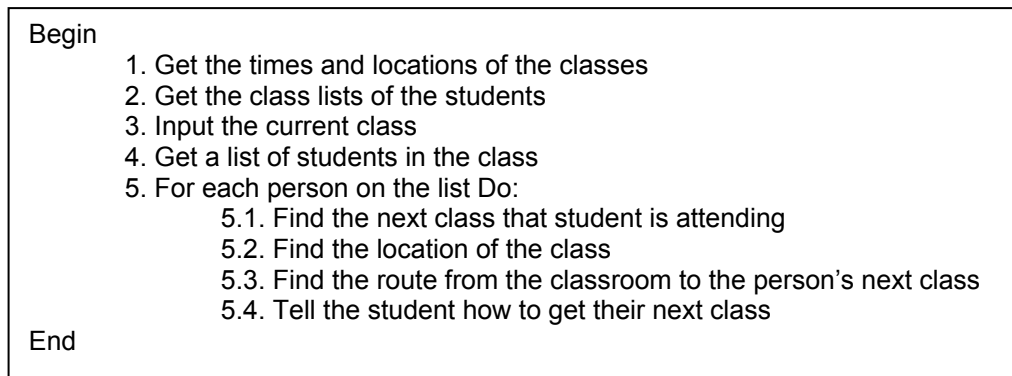 Begin
1. Get the times and locations of the classes
2. Get the class lists of the students
3. Input the current class
4. Get a list of students in the class
5. For each person on the list Do:
5.1. Find the next class that student is attending
5.2. Find the location of the class
5.3. Find the route from the classroom to the person’s next class
5.4. Tell the student how to get their next class
End